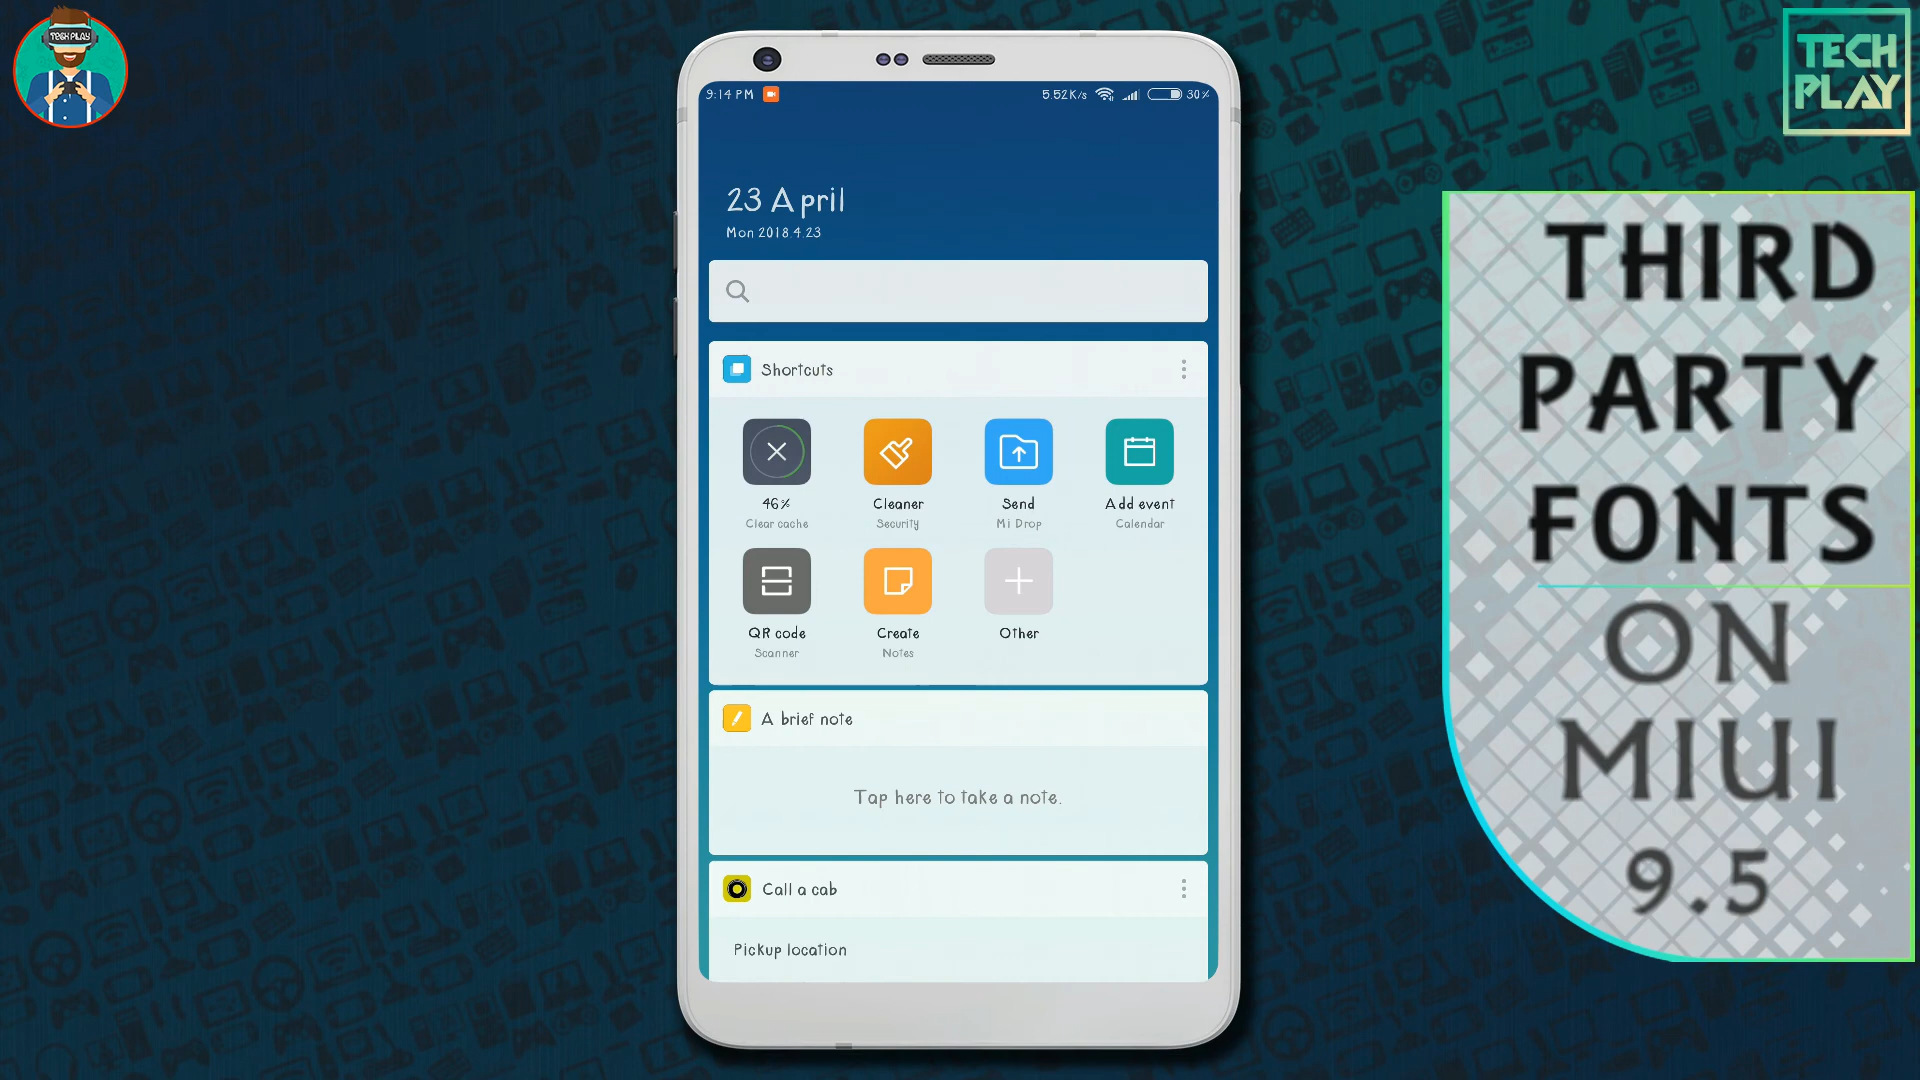 TECH PLAY
TECH
PLAY
9:14 PM
5.52K/s
30%
23 April
Mon 2018.4.23
Shortcuts
46%
Cleaner
Send
Add event
Clear cache
Security
Mi Drop
Calendar
QR code
Create
Other
Scanner
Notes
A brief note
Tap here to take a note.
Call a cab
Pickup location
THIRD
PARTY
FONTS
ON
MIUI
9.5